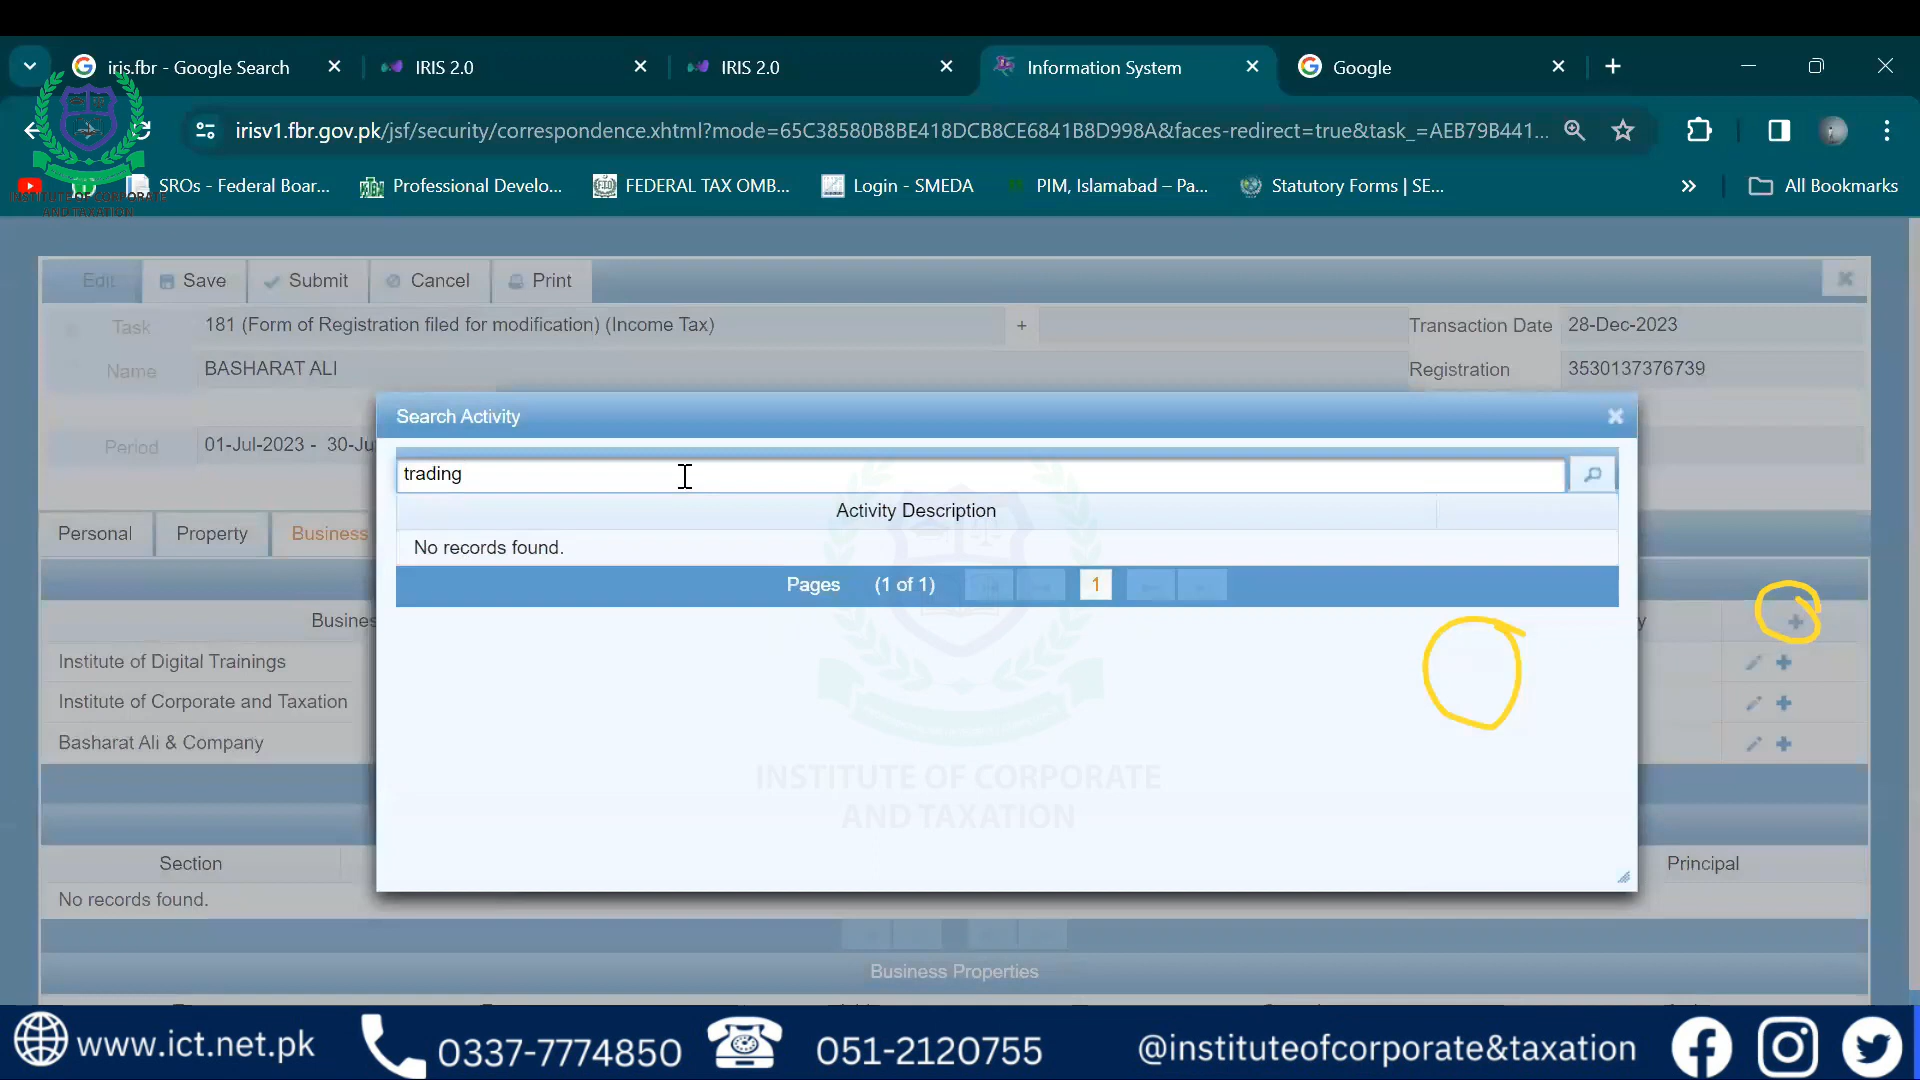 iris.fbr - Google Search
IRIS 2.0
IRIS 2.0
Information System
Google
irisv1.fbr.gov.pk/jsf/security/correspondence.xhtml?mode=65C38580B8BE418DCB8CE6841B8D998A&faces-redirect=true&task_=AEB79B441...
SROs - Federal Boar...
Professional Develo...
FEDERAL TAX OMB...
Login - SMEDA
PIM, Islamabad – Pa...
Statutory Forms | SE...
»
All Bookmarks
INSTITUTE OF CORPORATE
AND TAXATION
Edit
Save
Submit
Cancel
Print
Task
181 (Form of Registration filed for modification) (Income Tax)
+
Transaction Date
28-Dec-2023
Name
BASHARAT ALI
Registration
3530137376739
Period
01-Jul-2023 - 30-Ju
Search Activity
trading
Activity Description
No records found.
Pages (1 of 1) 1
Personal
Property
Business
Busines
y
Institute of Digital Trainings
Institute of Corporate and Taxation
Basharat Ali & Company
INSTITUTE OF CORPORATE
AND TAXATION
Section
Principal
No records found.
Business Properties
www.ict.net.pk
0337-7774850
051-2120755
@instituteofcorporate&taxation